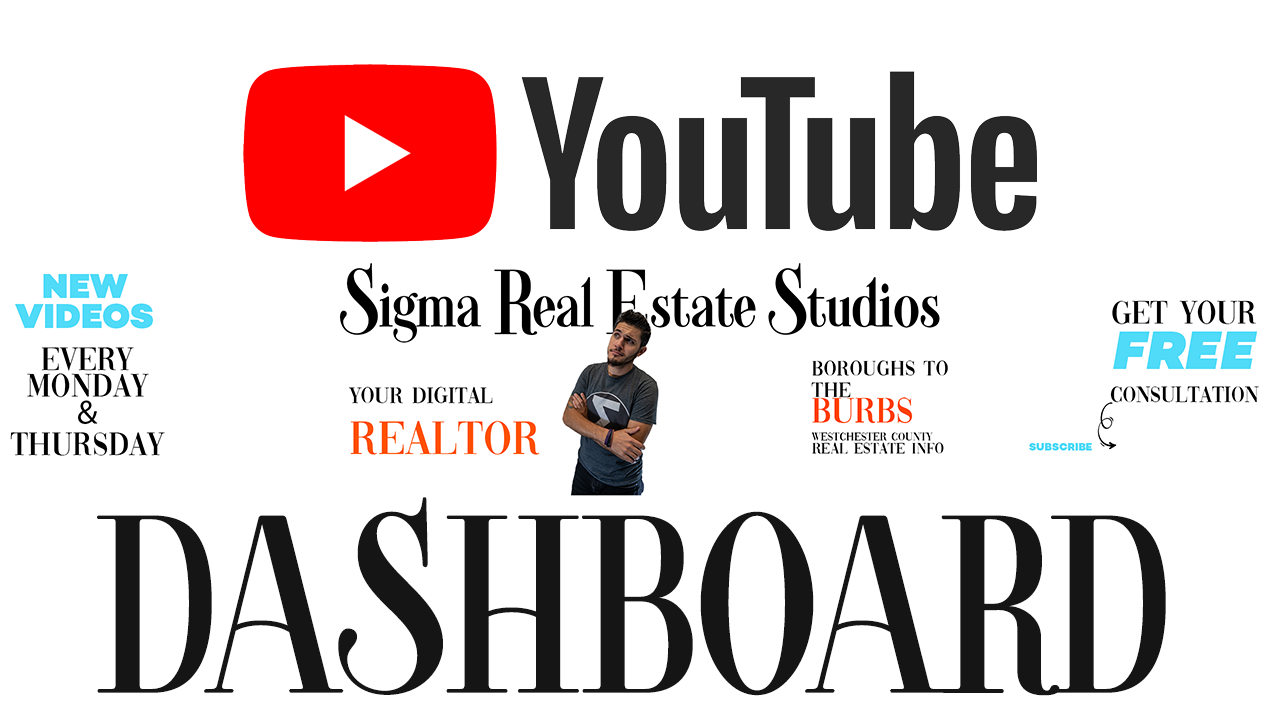 YouTube
Sigma Real Estate Studios
NEW
VIDEOS
EVERY
MONDAY
&
THURSDAY
YOUR DIGITAL
REALTOR
BOROUGHS TO
THE
BURBS
WESTCHESTER COUNTY
REAL ESTATE INFO
GET YOUR
FREE
CONSULTATION
SUBSCRIBE
DASHBOARD